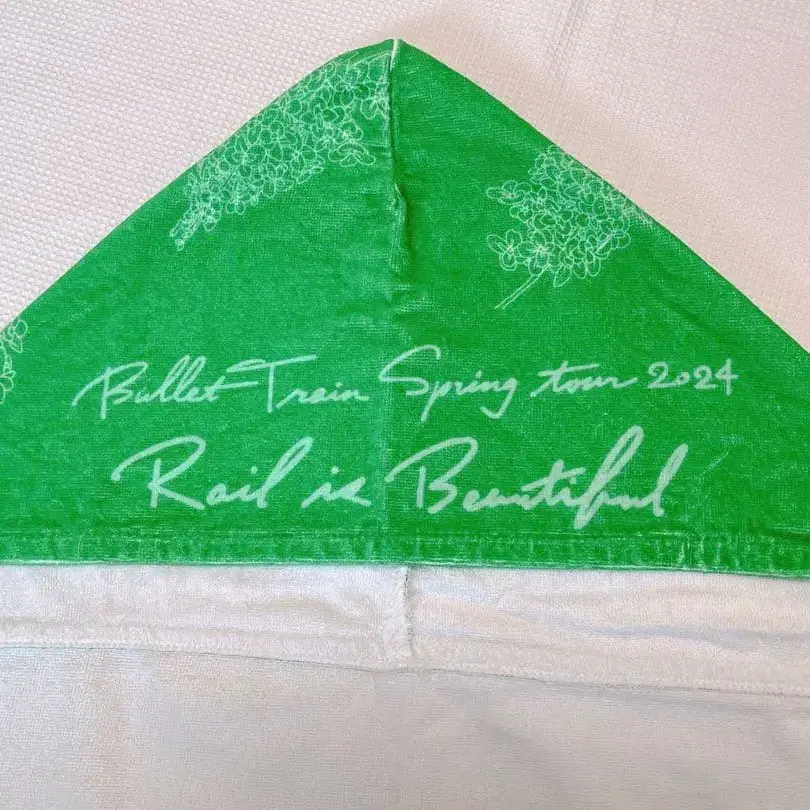 Bullet Train Spring tour 2024
Rail is Beautiful